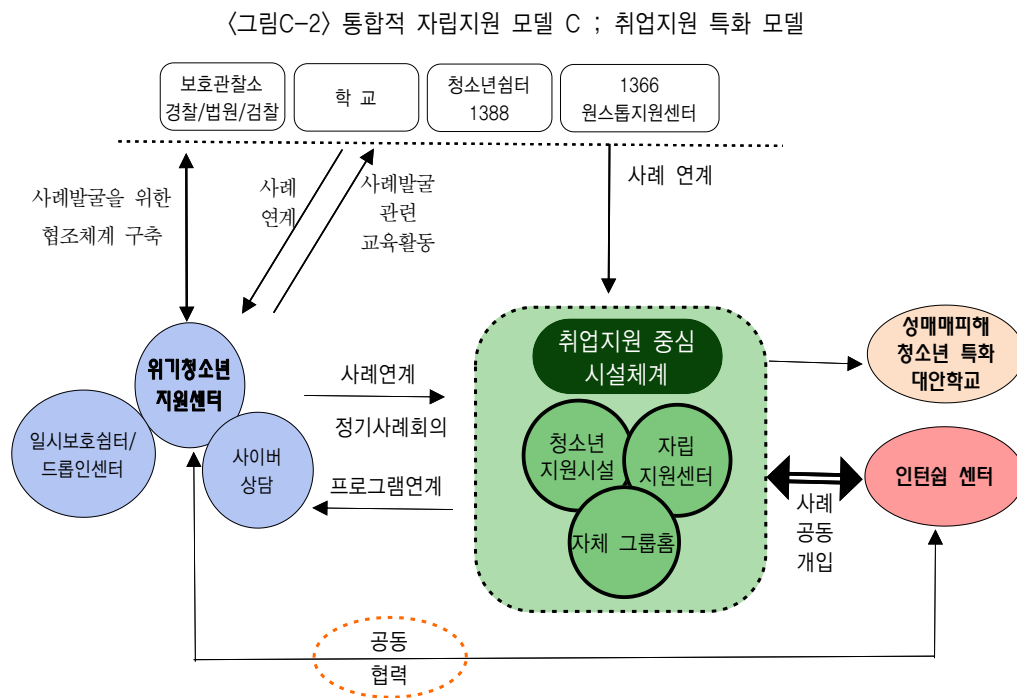 〈그림C-2〉 통합적 자립지원 모델 C ; 취업지원 특화 모델
보호관찰소
경찰/법원/검찰
학 교
청소년쉼터
1388
1366
원스톱지원센터
사례발굴을 위한
협조체계 구축
사례
연계
사례발굴
관련
교육활동
사례 연계
위기청소년
지원센터
일시보호쉼터/
드롭인센터
사이버
상담
사례연계
정기사례회의
프로그램연계
취업지원 중심
시설체계
청소년
지원시설
자립
지원센터
자체 그룹홈
성매매피해
청소년 특화
대안학교
인턴쉽 센터
사례
공동
개입
공동
협력